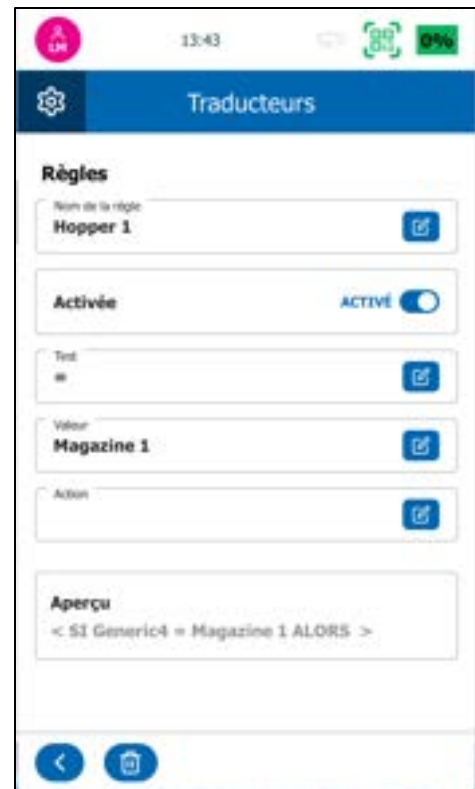 LM
13:43
0%
Traducteurs
Règles
Nom de la règle
Hopper 1
Activée
ACTIVÉ
Test
=
Valeur
Magazine 1
Action
Aperçu
< SI Generic4 = Magazine 1 ALORS >